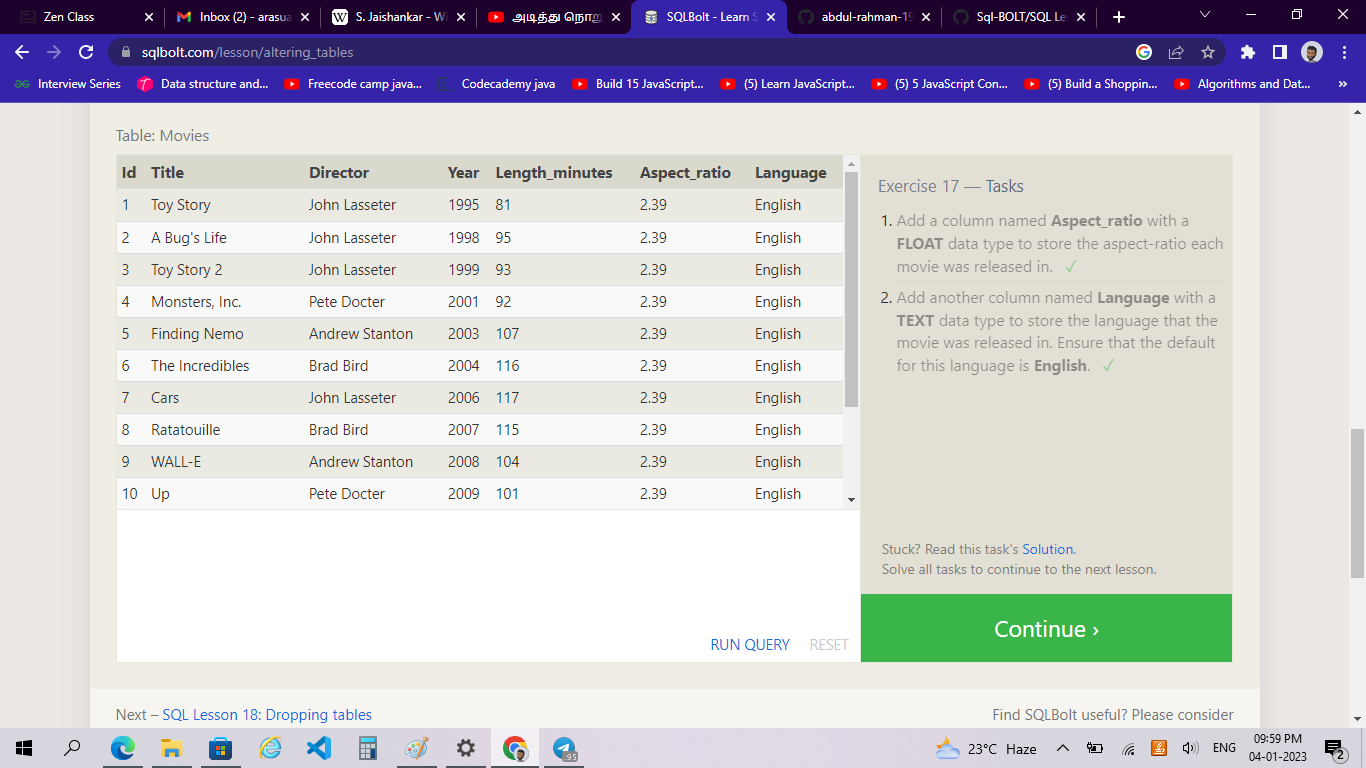 Zen Class
Inbox (2) - arasua
S. Jaishankar - Wi
அடித்து நொறு
SQLBolt - Learn S
abdul-rahman-19
Sql-BOLT/SQL Le
sqlbolt.com/lesson/altering_tables
Interview Series
Data structure and...
Freecode camp java...
Codecademy java
Build 15 JavaScript...
(5) Learn JavaScript...
(5) 5 JavaScript Con...
(5) Build a Shoppin...
Algorithms and Dat...
Table: Movies
Id Title Director Year Length_minutes Aspect_ratio Language
1 Toy Story John Lasseter 1995 81 2.39 English
2 A Bug's Life John Lasseter 1998 95 2.39 English
3 Toy Story 2 John Lasseter 1999 93 2.39 English
4 Monsters, Inc. Pete Docter 2001 92 2.39 English
5 Finding Nemo Andrew Stanton 2003 107 2.39 English
6 The Incredibles Brad Bird 2004 116 2.39 English
7 Cars John Lasseter 2006 117 2.39 English
8 Ratatouille Brad Bird 2007 115 2.39 English
9 WALL-E Andrew Stanton 2008 104 2.39 English
10 Up Pete Docter 2009 101 2.39 English
RUN QUERY RESET
Exercise 17 — Tasks
1. Add a column named Aspect_ratio with a
FLOAT data type to store the aspect-ratio each
movie was released in. ✓
2. Add another column named Language with a
TEXT data type to store the language that the
movie was released in. Ensure that the default
for this language is English. ✓
Stuck? Read this task's Solution.
Solve all tasks to continue to the next lesson.
Continue ›
Next – SQL Lesson 18: Dropping tables
Find SQLBolt useful? Please consider
23°C Haze
ENG
09:59 PM
04-01-2023
2
.95